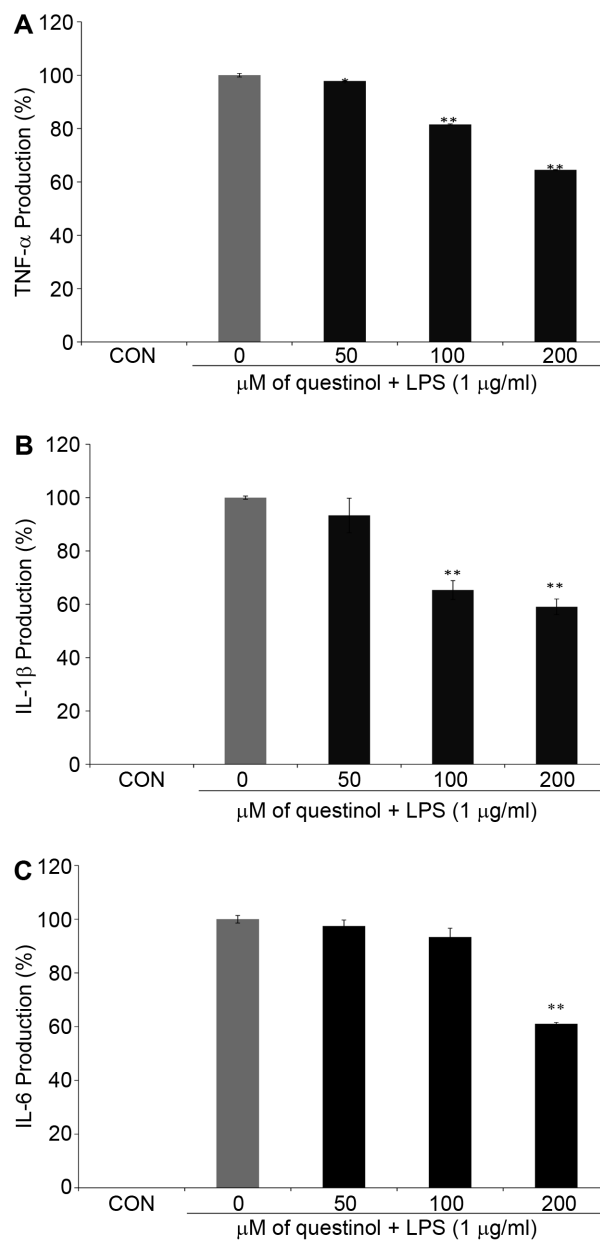 A
120
100
80
60
40
20
0
TNF-α Production (%)
*
**
**
CON 0 50 100 200
μM of questinol + LPS (1 μg/ml)
B
120
100
80
60
40
20
0
IL-1β Production (%)
**
**
CON 0 50 100 200
μM of questinol + LPS (1 μg/ml)
C
120
100
80
60
40
20
0
IL-6 Production (%)
**
CON 0 50 100 200
μM of questinol + LPS (1 μg/ml)